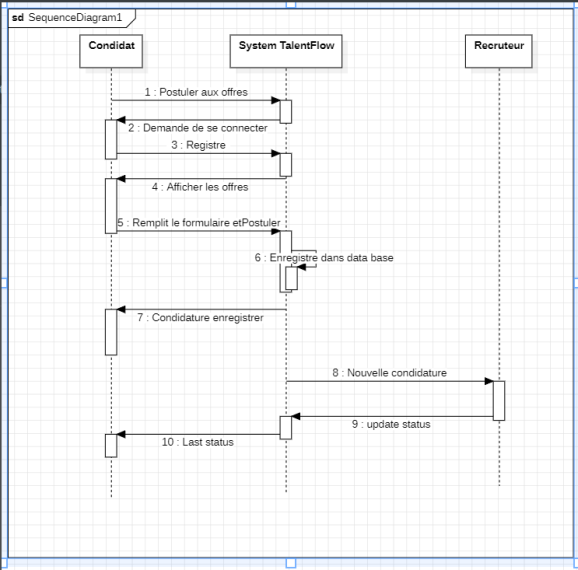 sd SequenceDiagram1
Condidat
System TalentFlow
Recruteur
1 : Postuler aux offres
2 : Demande de se connecter
3 : Registre
4 : Afficher les offres
5 : Remplit le formulaire etPostuler
6 : Enregistre dans data base
7 : Condidature enregistrer
8 : Nouvelle condidature
9 : update status
10 : Last status